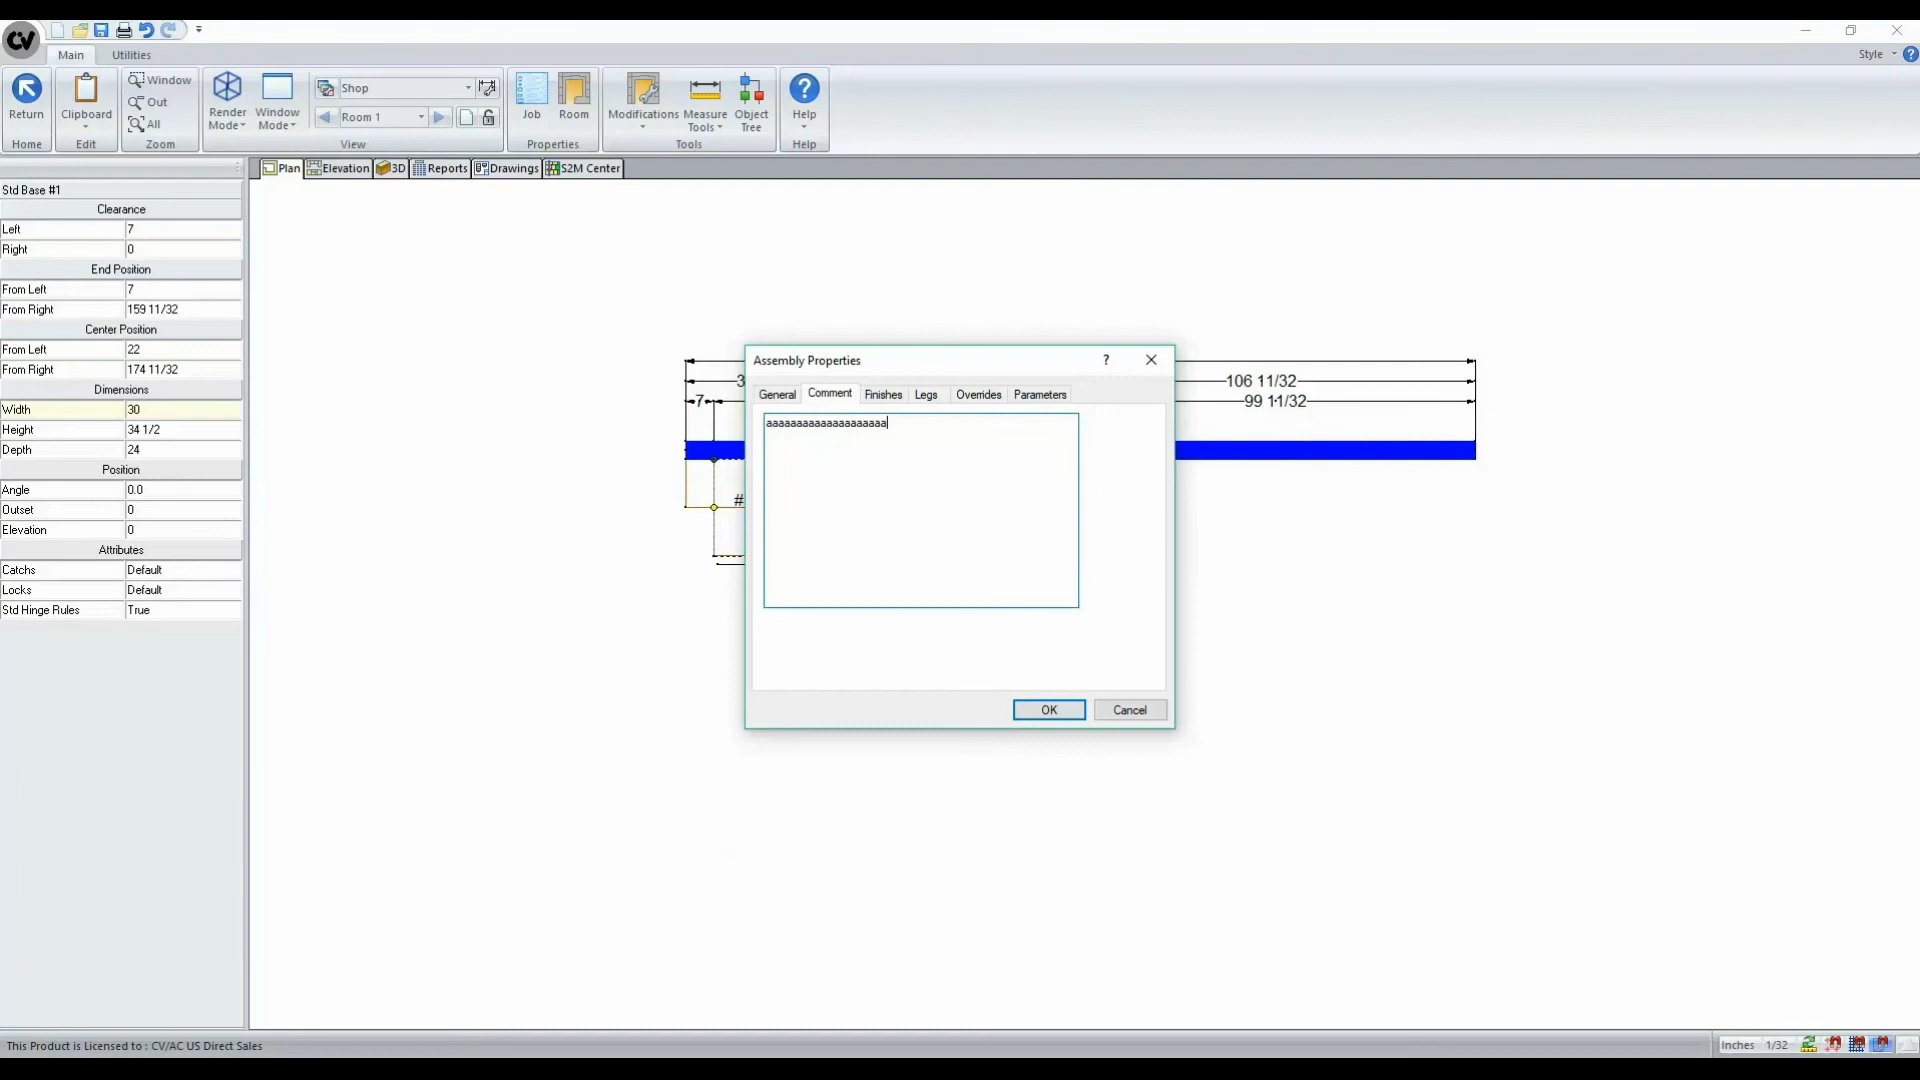 CV
Main Utilities Style
Return Clipboard Window Out All Render Mode Window Mode Shop Room 1 Job Room Modifications Measure Tools Object Tree Help
Home Edit Zoom View Properties Tools Help
Plan Elevation 3D Reports Drawings S2M Center
Std Base #1
Clearance
Left 7
Right 0
End Position
From Left 7
From Right 159 11/32
Center Position
From Left 22
From Right 174 11/32
Dimensions
Width 30
Height 34 1/2
Depth 24
Position
Angle 0.0
Outset 0
Elevation 0
Attributes
Catchs Default
Locks Default
Std Hinge Rules True
Assembly Properties ?
General Comment Finishes Legs Overrides Parameters
aaaaaaaaaaaaaaaaaaaa
OK Cancel
3 106 11/32
7 99 11/32
#
This Product is Licensed to : CV/AC US Direct Sales
Inches 1/32